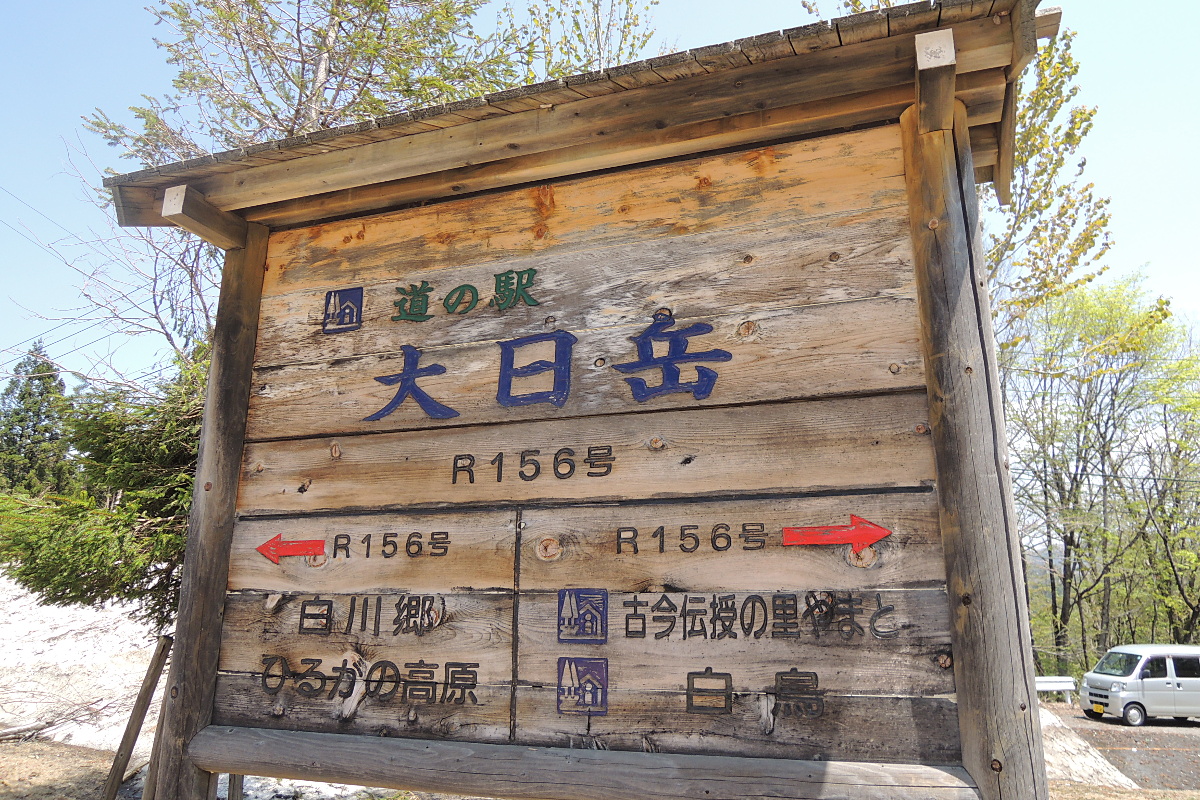 道の駅
大日岳
R156号
R156号
白川郷
ひるがの高原
R156号
古今伝授の里やまと
白鳥